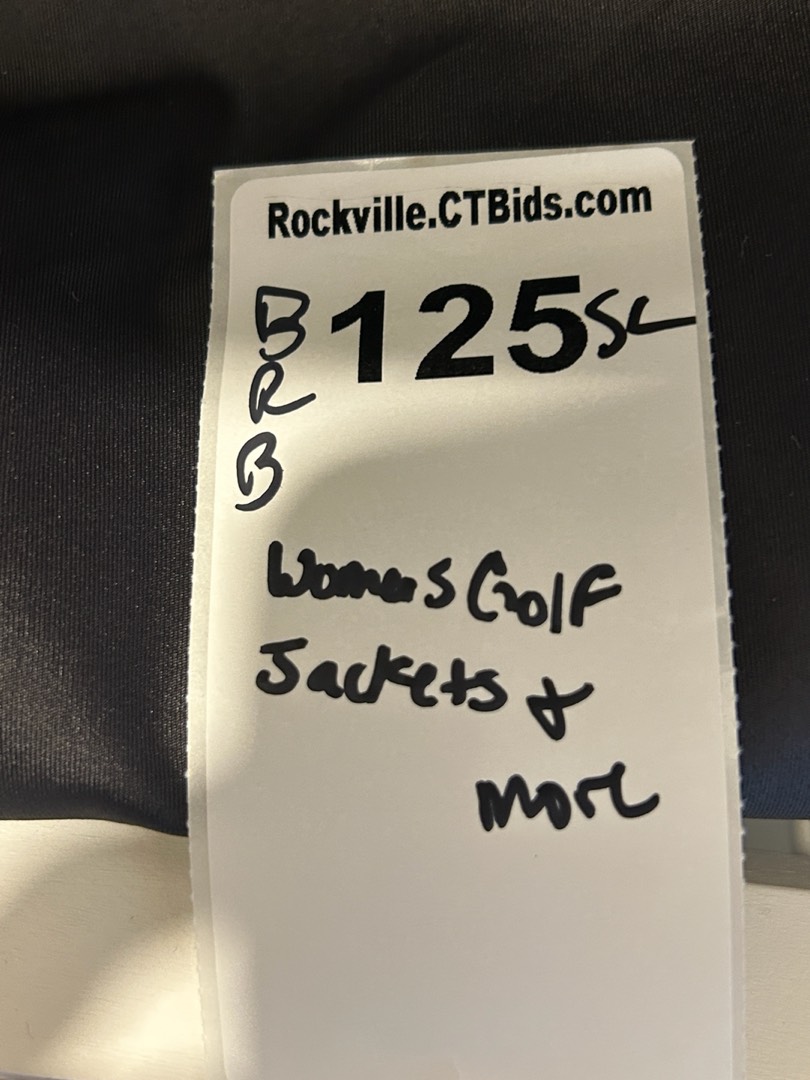 Rockville.CTBids.com
B 125 SL
R
B
Womens Golf
Jackets &
more